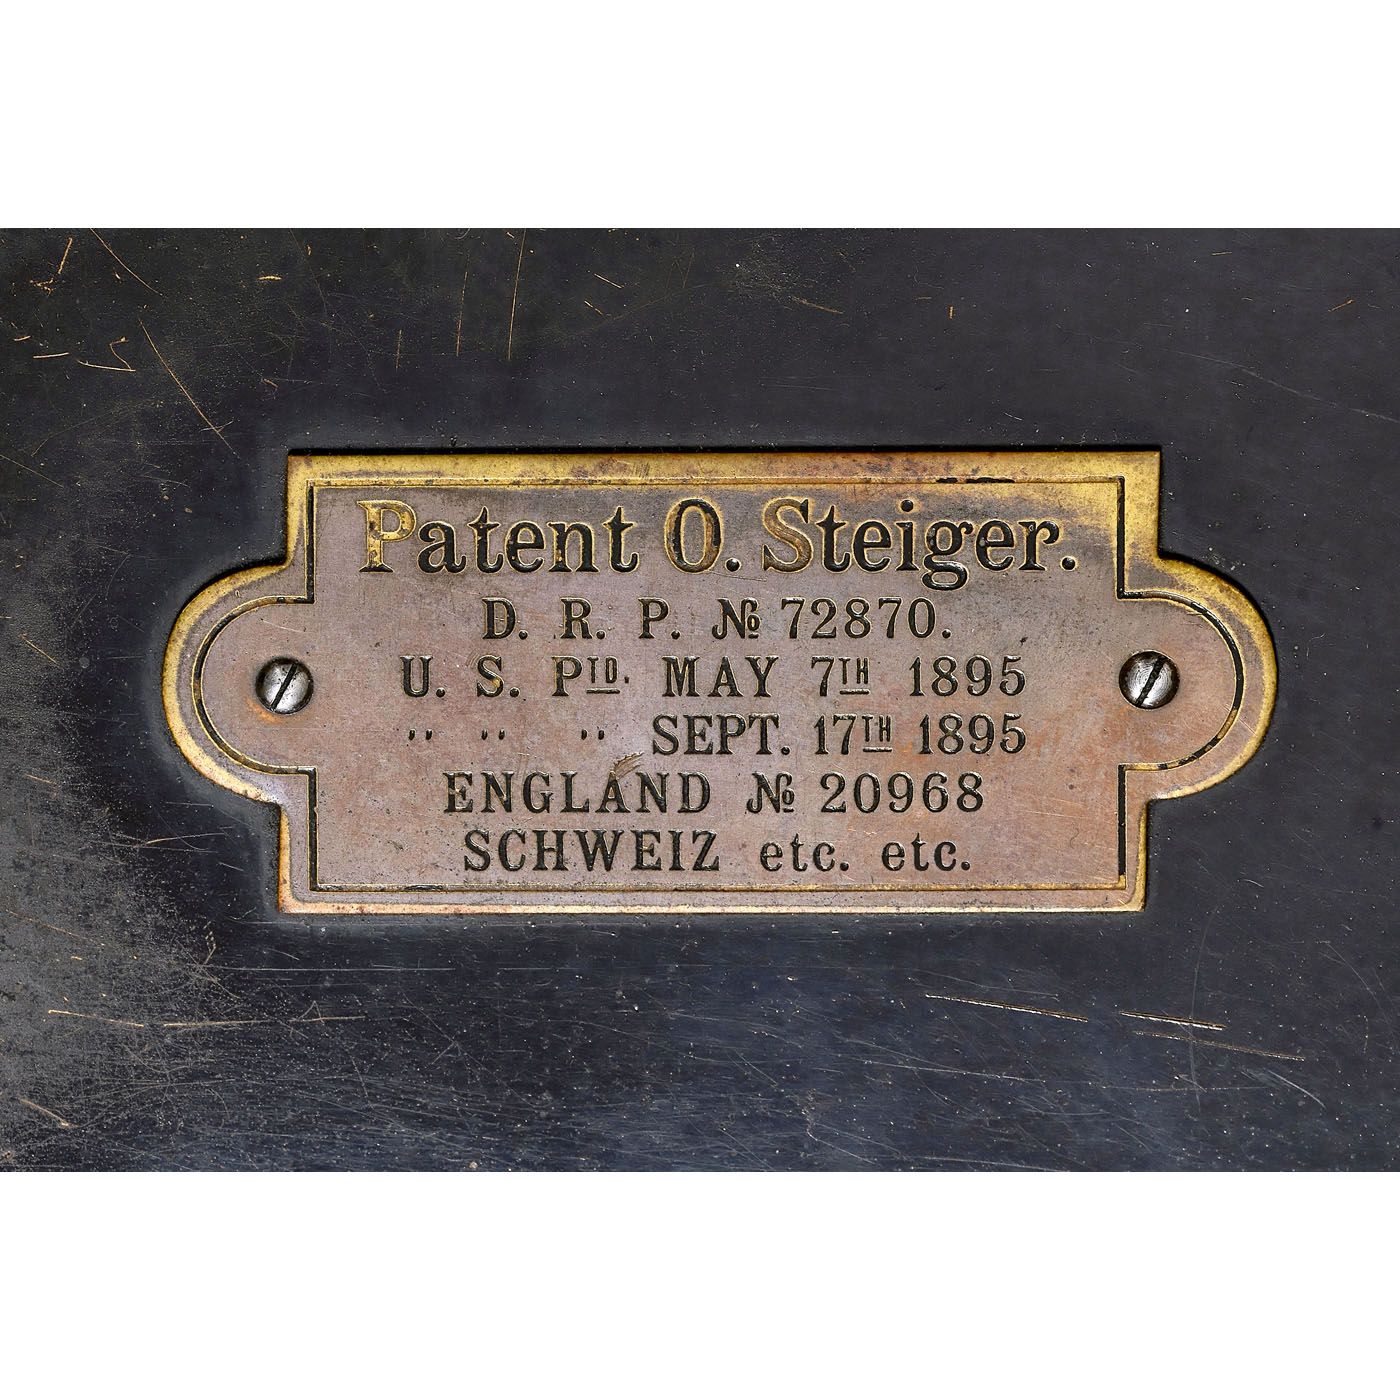 Patent O. Steiger.
D. R. P. № 72870.
U. S. PTD. MAY 7TH 1895
" " " SEPT. 17TH 1895
ENGLAND № 20968
SCHWEIZ etc. etc.